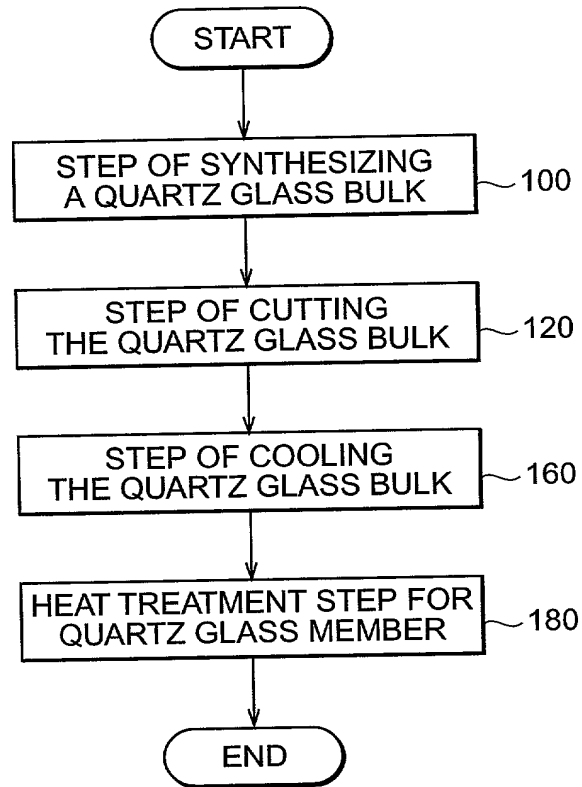 START
STEP OF SYNTHESIZING
A QUARTZ GLASS BULK
100
STEP OF CUTTING
THE QUARTZ GLASS BULK
120
STEP OF COOLING
THE QUARTZ GLASS BULK
160
HEAT TREATMENT STEP FOR
QUARTZ GLASS MEMBER
180
END